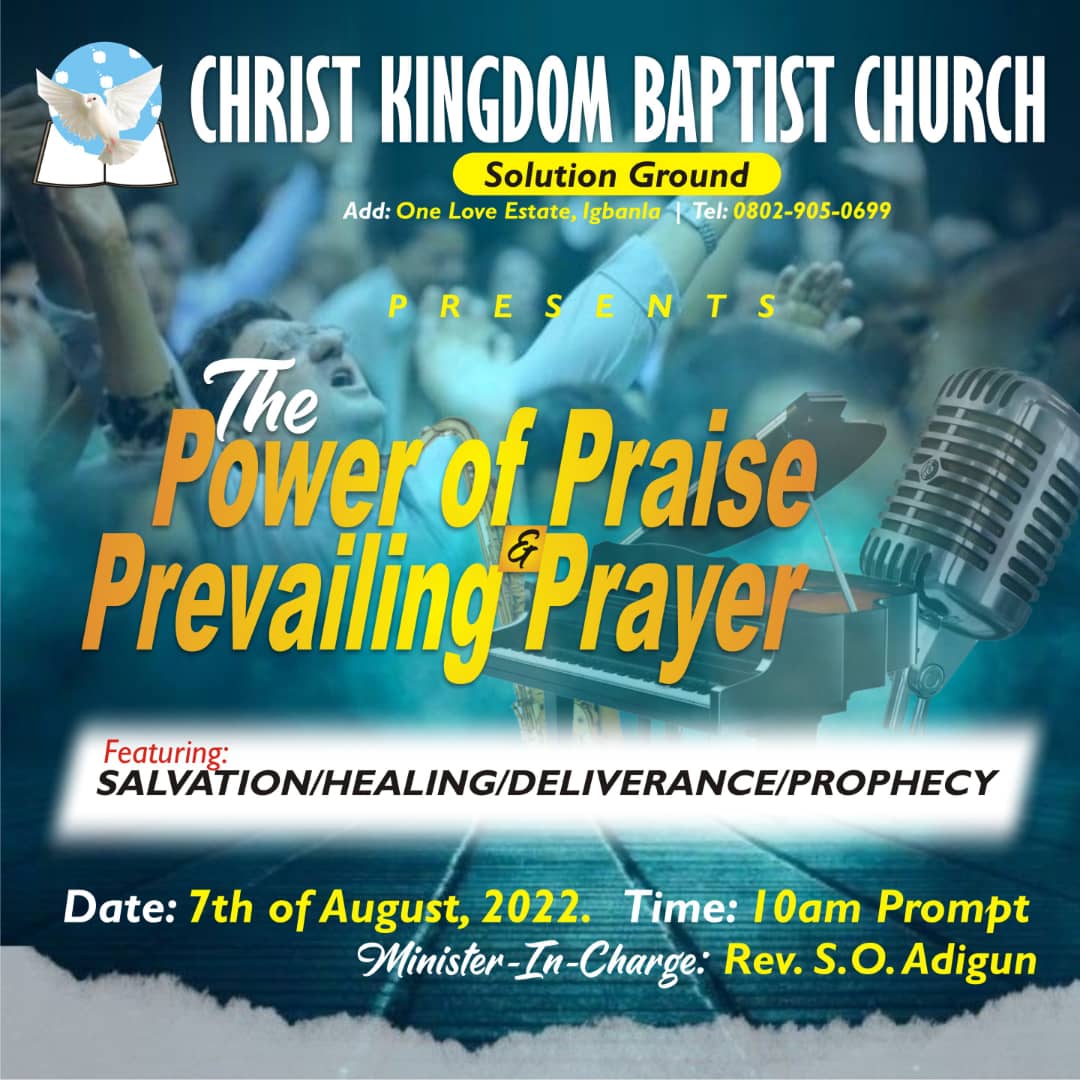 CHRIST KINGDOM BAPTIST CHURCH
Solution Ground
Add: One Love Estate, Igbanla | Tel: 0802-905-0699
PRESENTS
The
Power of Praise
&
Prevailing Prayer
Featuring:
SALVATION/HEALING/DELIVERANCE/PROPHECY
Date: 7th of August, 2022. Time: 10am Prompt
Minister-In-Charge: Rev. S.O. Adigun